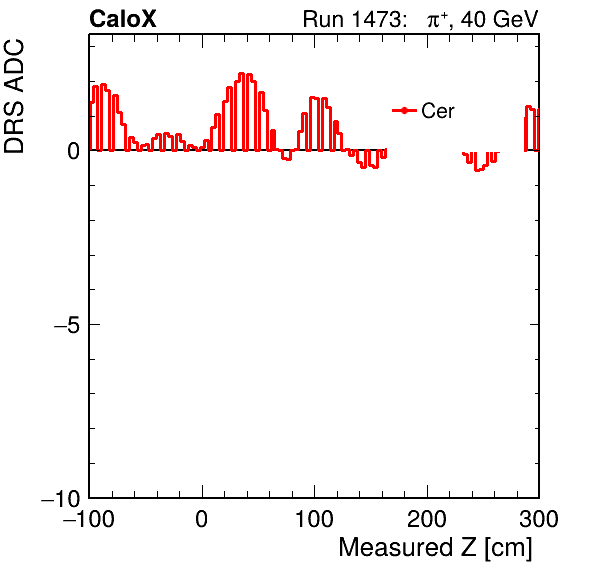 CaloX Run 1473: π⁺, 40 GeV
DRS ADC
Cer
0
−5
−10
−100 0 100 200 300
Measured Z [cm]